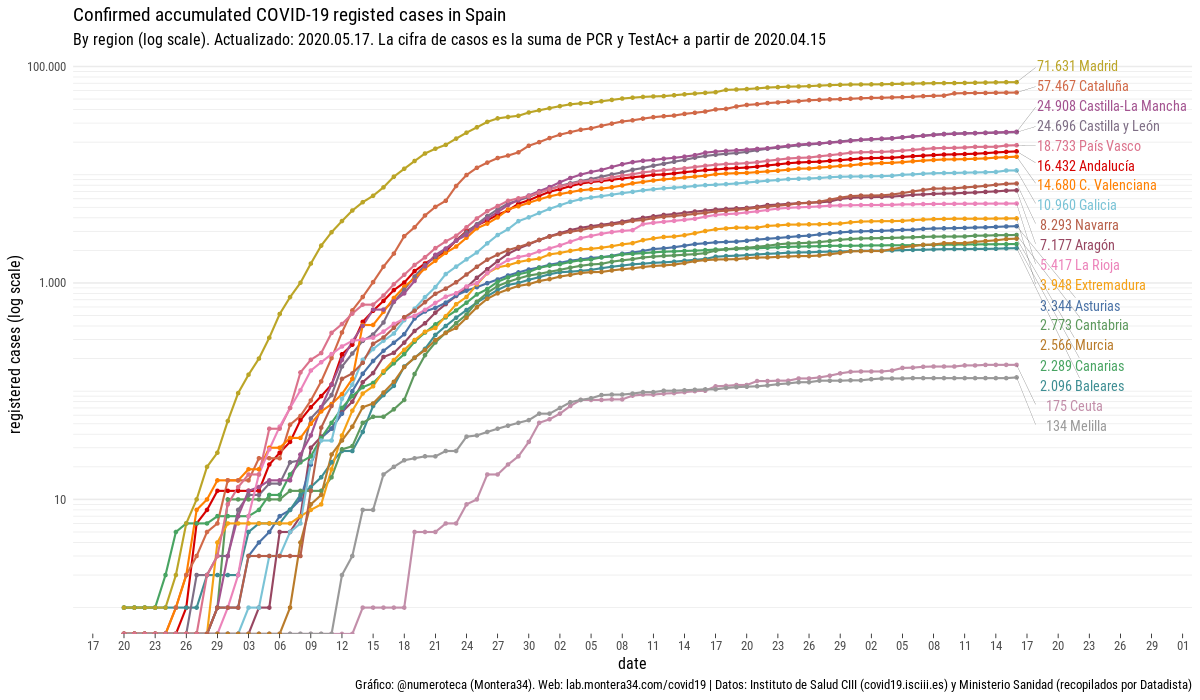 Confirmed accumulated COVID-19 registed cases in Spain
By region (log scale). Actualizado: 2020.05.17. La cifra de casos es la suma de PCR y TestAc+ a partir de 2020.04.15
registered cases (log scale)
100.000
1.000
10
71.631 Madrid
57.467 Cataluña
24.908 Castilla-La Mancha
24.696 Castilla y León
18.733 País Vasco
16.432 Andalucía
14.680 C. Valenciana
10.960 Galicia
8.293 Navarra
7.177 Aragón
5.417 La Rioja
3.948 Extremadura
3.344 Asturias
2.773 Cantabria
2.566 Murcia
2.289 Canarias
2.096 Baleares
175 Ceuta
134 Melilla
17 20 23 26 29 03 06 09 12 15 18 21 24 27 30 02 05 08 11 14 17 20 23 26 29 02 05 08 11 14 17 20 23 26 29 01
date
Gráfico: @numeroteca (Montera34). Web: lab.montera34.com/covid19 | Datos: Instituto de Salud CIII (covid19.isciii.es) y Ministerio Sanidad (recopilados por Datadista)